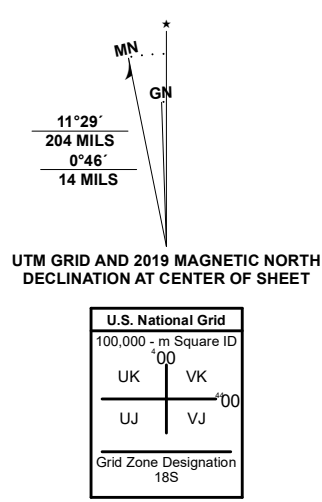 MN
GN
11°29´
204 MILS
0°46´
14 MILS
UTM GRID AND 2019 MAGNETIC NORTH
DECLINATION AT CENTER OF SHEET
U.S. National Grid
100,000 - m Square ID
⁴00
UK VK
⁴⁴00
UJ VJ
Grid Zone Designation
18S